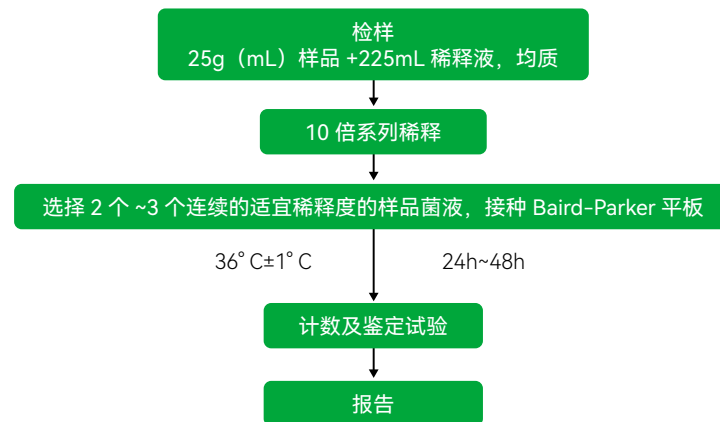 检样
25g（mL）样品 +225mL 稀释液，均质
10 倍系列稀释
选择 2 个 ~3 个连续的适宜稀释度的样品菌液，接种 Baird-Parker 平板
36° C±1° C 24h~48h
计数及鉴定试验
报告